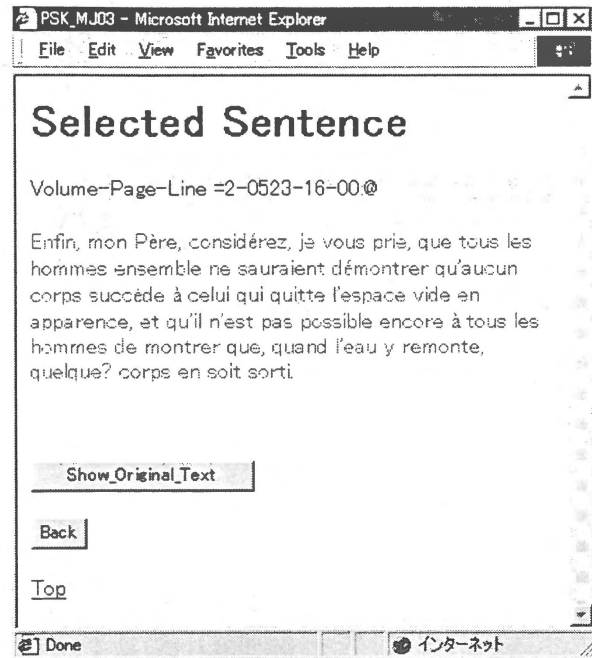 PSK_MJ03 - Microsoft Internet Explorer
File Edit View Favorites Tools Help
Selected Sentence
Volume-Page-Line =2-0523-16-00:@
Enfin, mon Père, considérez, je vous prie, que tous les
hommes ensemble ne sauraient démontrer qu'aucun
corps succède à celui qui quitte l'espace vide en
apparence, et qu'il n'est pas possible encore à tous les
hommes de montrer que, quand l'eau y remonte,
quelque? corps en soit sorti.
Show_Original_Text
Back
Top
Done インターネット